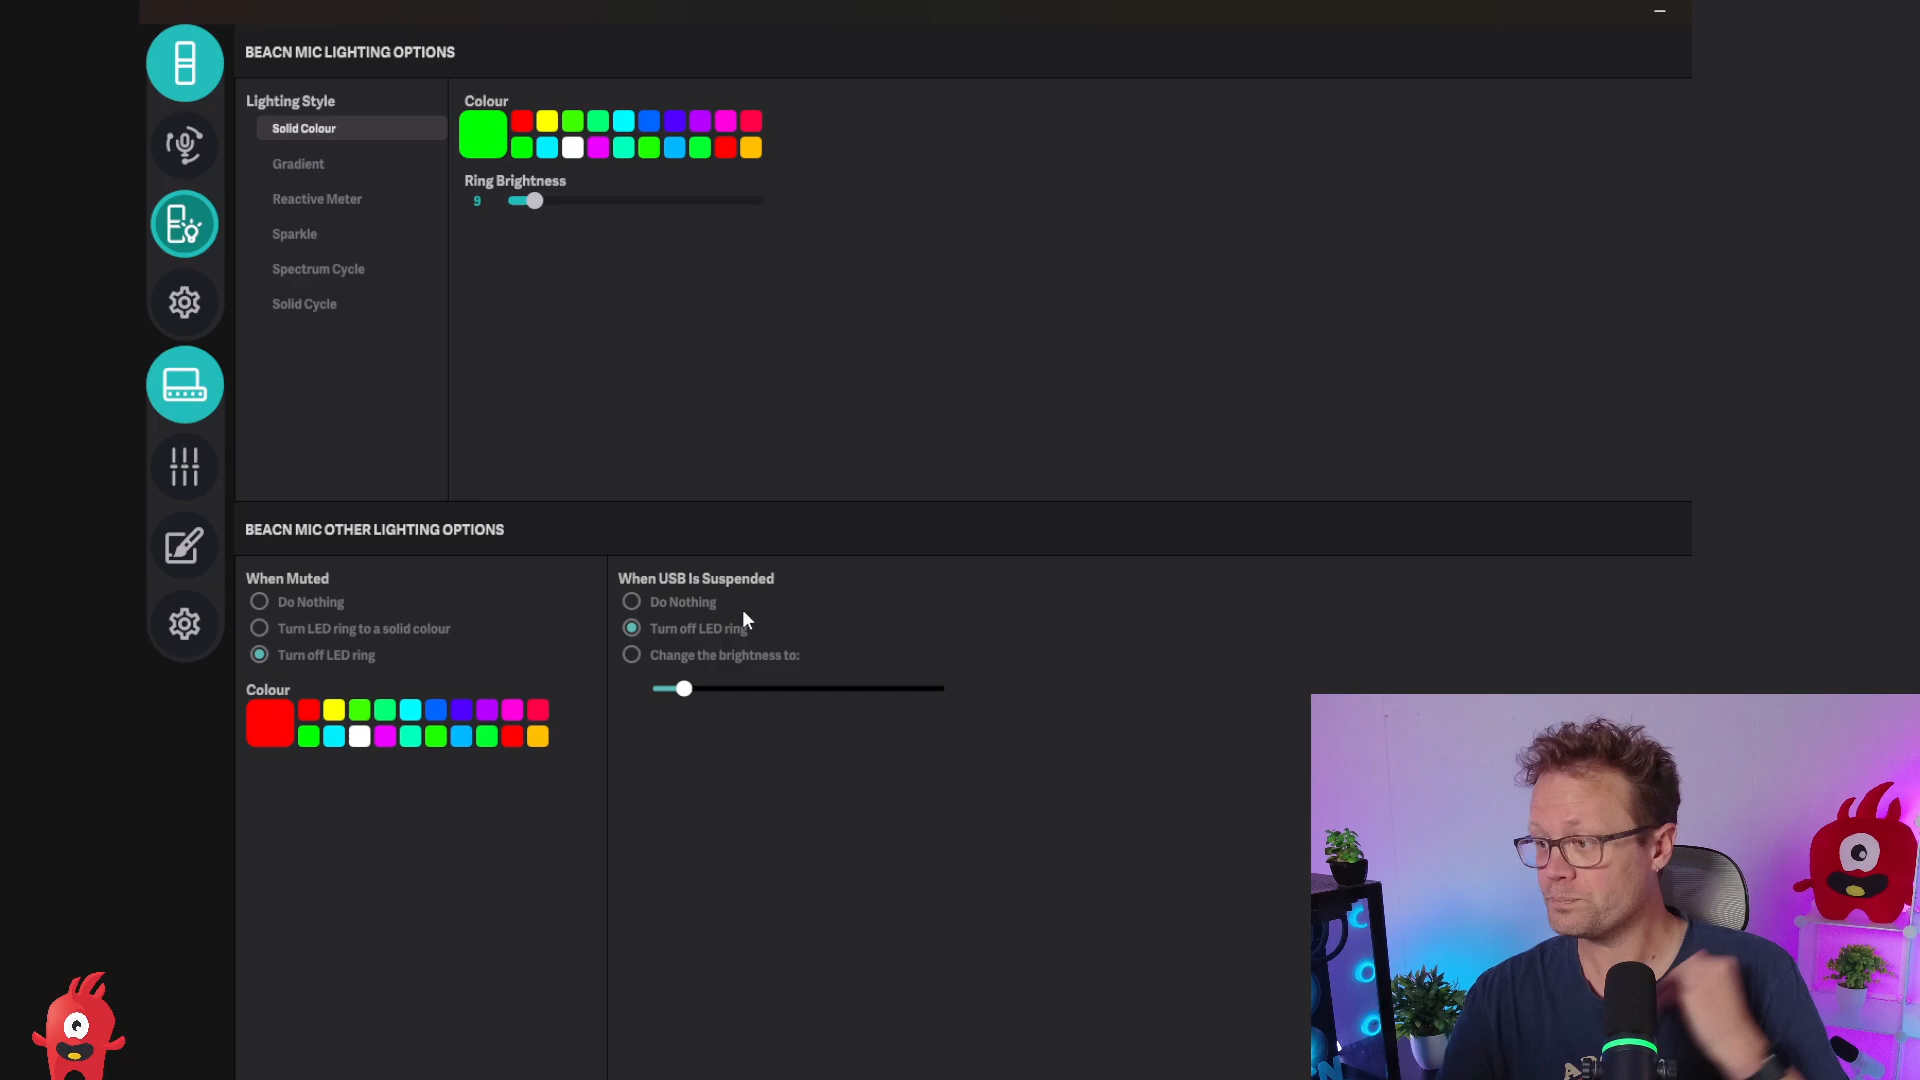 BEACN MIC LIGHTING OPTIONS
Lighting Style
Solid Colour
Gradient
Reactive Meter
Sparkle
Spectrum Cycle
Solid Cycle
Colour
Ring Brightness
9
BEACN MIC OTHER LIGHTING OPTIONS
When Muted
Do Nothing
Turn LED ring to a solid colour
Turn off LED ring
Colour
When USB Is Suspended
Do Nothing
Turn off LED ring
Change the brightness to: